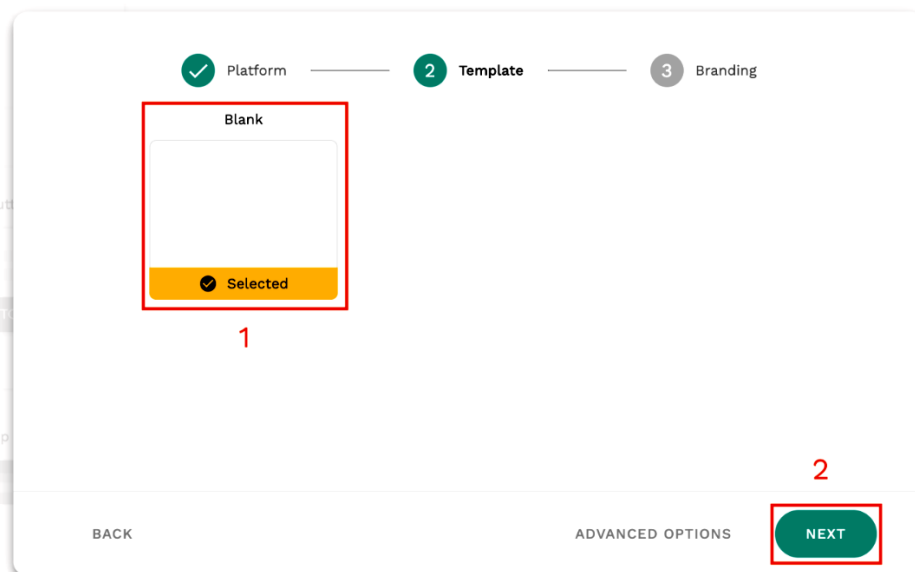 Platform 2 Template 3 Branding
Blank
Selected
1
2
BACK ADVANCED OPTIONS NEXT